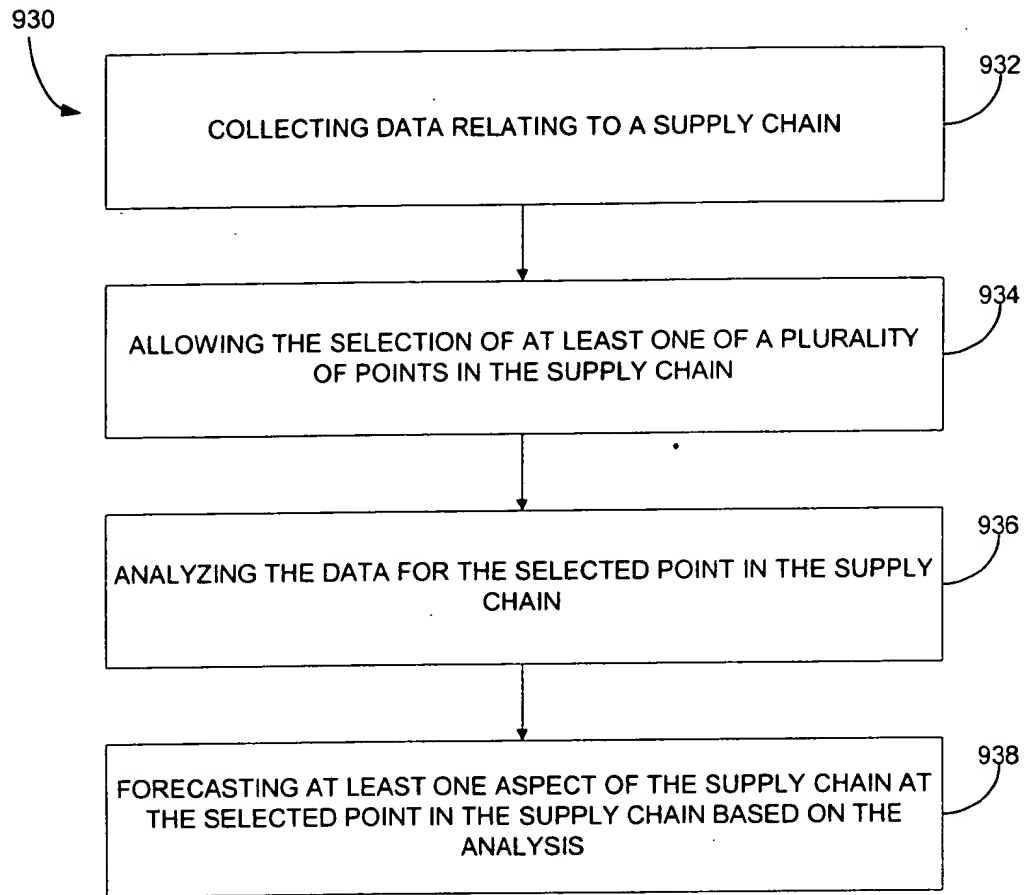 930
932
COLLECTING DATA RELATING TO A SUPPLY CHAIN
934
ALLOWING THE SELECTION OF AT LEAST ONE OF A PLURALITY
OF POINTS IN THE SUPPLY CHAIN
936
ANALYZING THE DATA FOR THE SELECTED POINT IN THE SUPPLY
CHAIN
938
FORECASTING AT LEAST ONE ASPECT OF THE SUPPLY CHAIN AT
THE SELECTED POINT IN THE SUPPLY CHAIN BASED ON THE
ANALYSIS